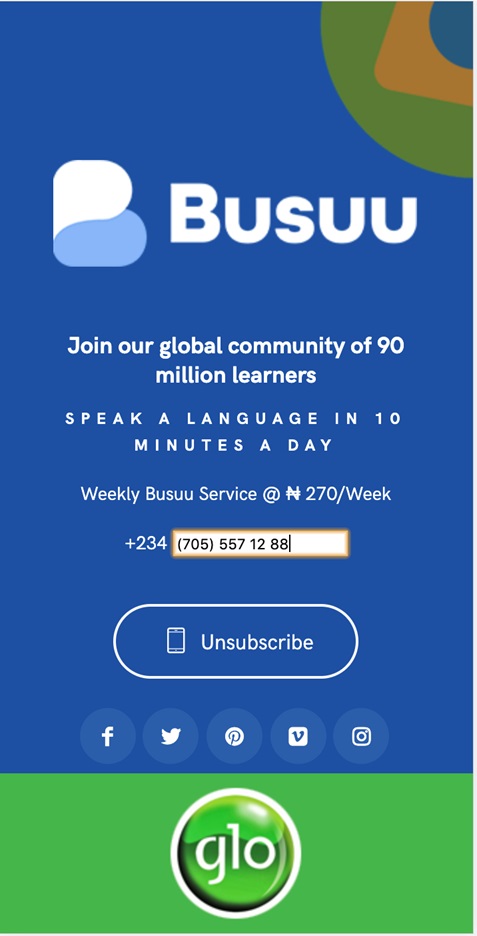 Busuu
Join our global community of 90
million learners
SPEAK A LANGUAGE IN 10
MINUTES A DAY
Weekly Busuu Service @ ₦ 270/Week
+234 (705) 557 12 88
Unsubscribe
glo